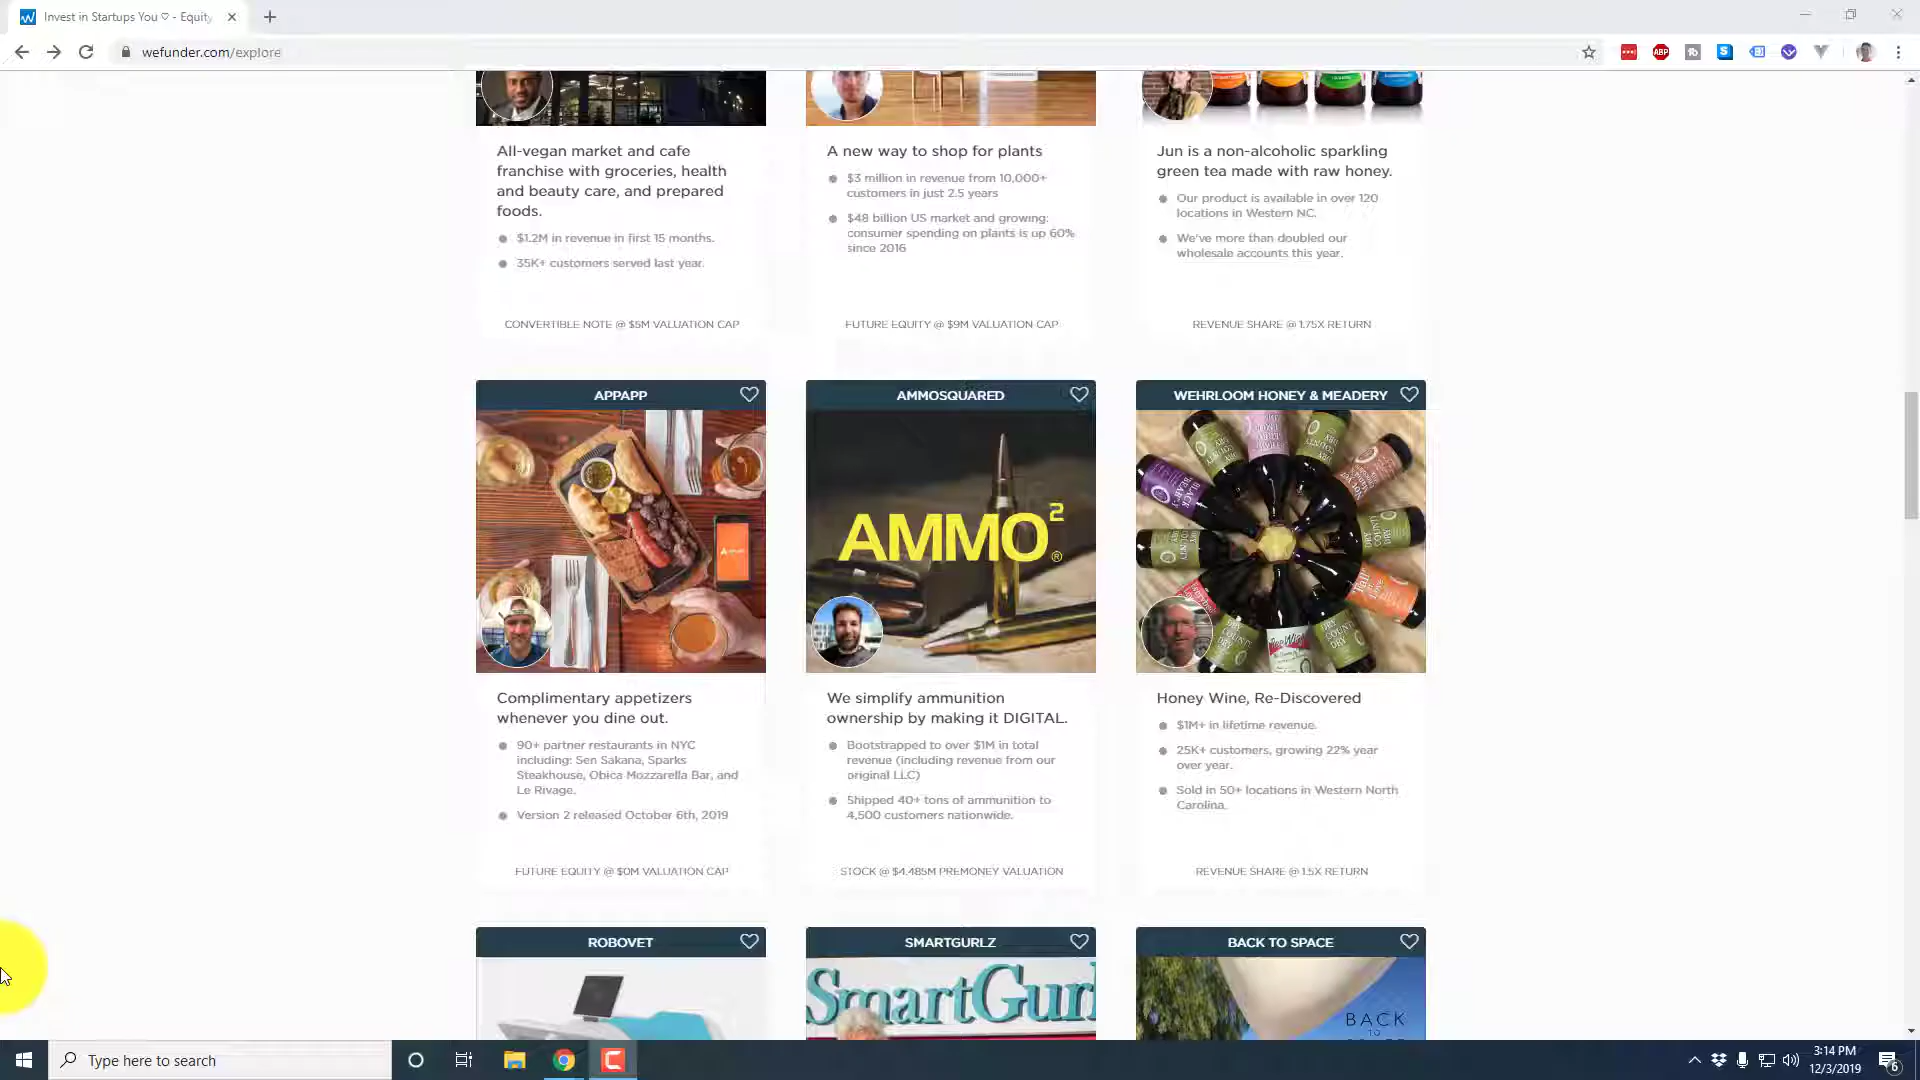 Invest in Startups You ♡ - Equity
wefunder.com/explore
All-vegan market and cafe
franchise with groceries, health
and beauty care, and prepared
foods.
$1.2M in revenue in first 15 months.
35K+ customers served last year.
CONVERTIBLE NOTE @ $5M VALUATION CAP
A new way to shop for plants
$3 million in revenue from 10,000+
customers in just 2.5 years
$48 billion US market and growing:
consumer spending on plants is up 60%
since 2016
FUTURE EQUITY @ $9M VALUATION CAP
Jun is a non-alcoholic sparkling
green tea made with raw honey.
Our product is available in over 120
locations in Western NC.
We've more than doubled our
wholesale accounts this year.
REVENUE SHARE @ 1.75X RETURN
APPAPP
Complimentary appetizers
whenever you dine out.
90+ partner restaurants in NYC
including: Sen Sakana, Sparks
Steakhouse, Obica Mozzarella Bar, and
Le Rivage.
Version 2 released October 6th, 2019
FUTURE EQUITY @ $0M VALUATION CAP
AMMOSQUARED
AMMO²
®
We simplify ammunition
ownership by making it DIGITAL.
Bootstrapped to over $1M in total
revenue (including revenue from our
original LLC)
Shipped 40+ tons of ammunition to
4,500 customers nationwide.
STOCK @ $4.485M PREMONEY VALUATION
WEHRLOOM HONEY & MEADERY
Honey Wine, Re-Discovered
$1M+ in lifetime revenue.
25K+ customers, growing 22% year
over year.
Sold in 50+ locations in Western North
Carolina.
REVENUE SHARE @ 1.5X RETURN
ROBOVET
SMARTGURLZ
SmartGurl
BACK TO SPACE
BACK
TO
Type here to search
3:14 PM
12/3/2019
6